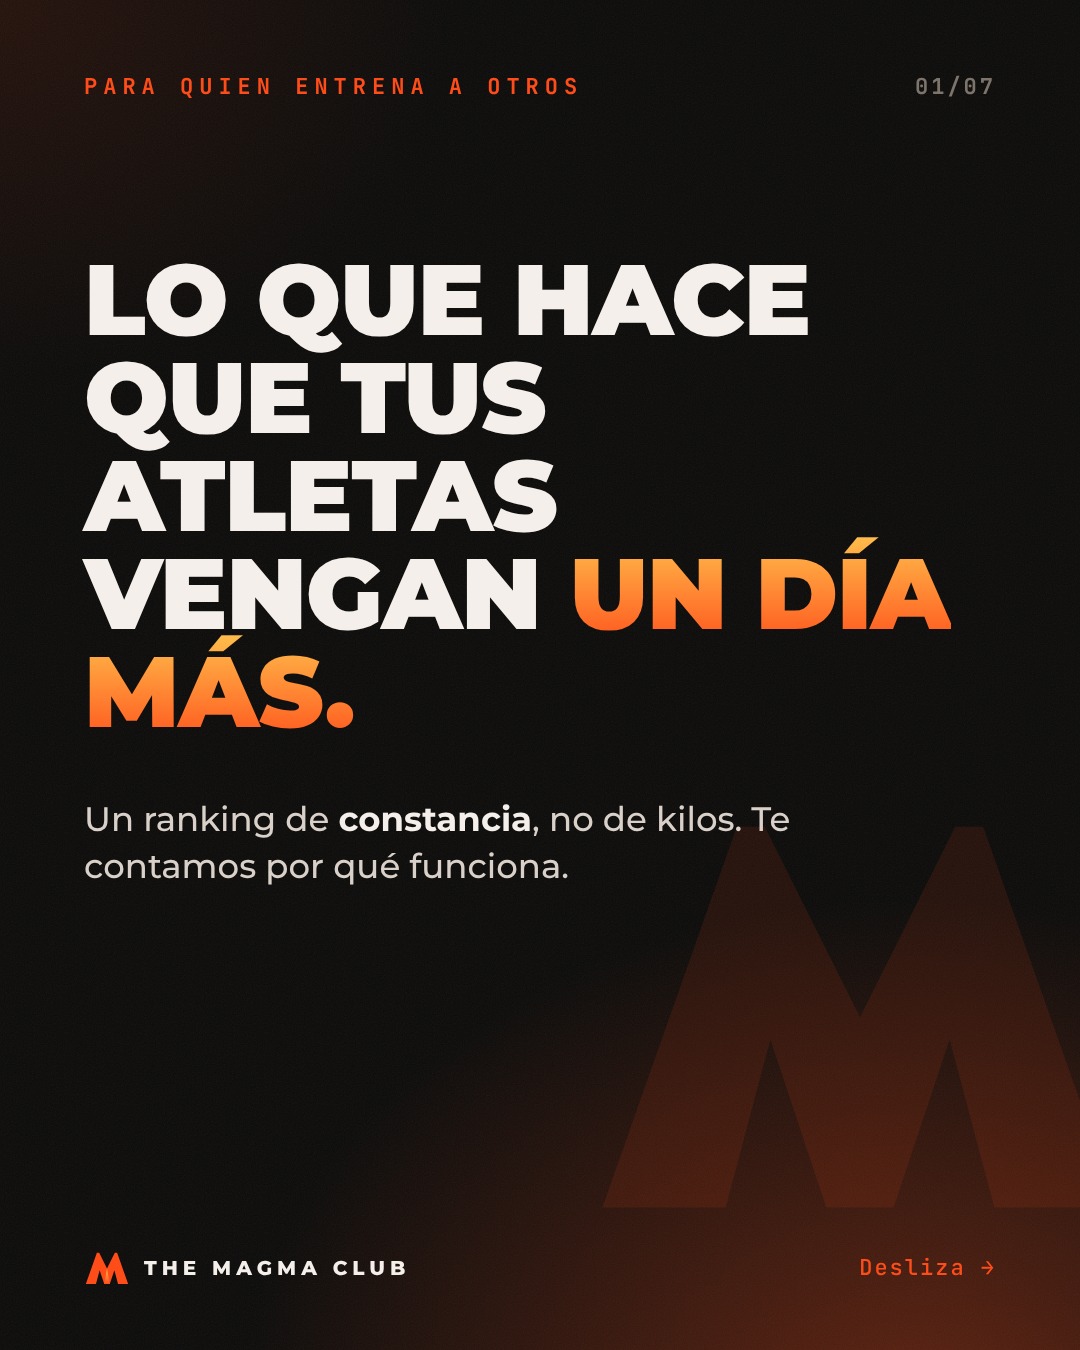 PARA QUIEN ENTRENA A OTROS
01/07
LO QUE HACE
QUE TUS
ATLETAS
VENGAN UN DÍA
MÁS.
Un ranking de constancia, no de kilos. Te
contamos por qué funciona.
THE MAGMA CLUB
Desliza →